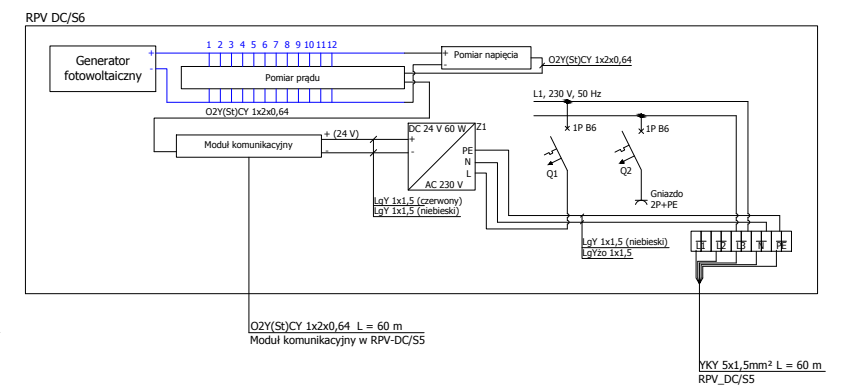 RPV DC/S6
Generator
fotowoltaiczny
+
-
1 2 3 4 5 6 7 8 9 10 11 12
Pomiar prądu
+
-
Pomiar napięcia
O2Y(St)CY 1x2x0,64
O2Y(St)CY 1x2x0,64
Moduł komunikacyjny
+ (24 V)
-
DC 24 V 60 W
Z1
+
-
PE
N
L
AC 230 V
LgY 1x1,5 (czerwony)
LgY 1x1,5 (niebieski)
L1, 230 V, 50 Hz
1P B6
Q1
1P B6
Q2
Gniazdo
2P+PE
LgY 1x1,5 (niebieski)
LgYżo 1x1,5
L1 L2 L3 N PE
O2Y(St)CY 1x2x0,64 L = 60 m
Moduł komunikacyjny w RPV-DC/S5
YKY 5x1,5mm² L = 60 m
RPV_DC/S5